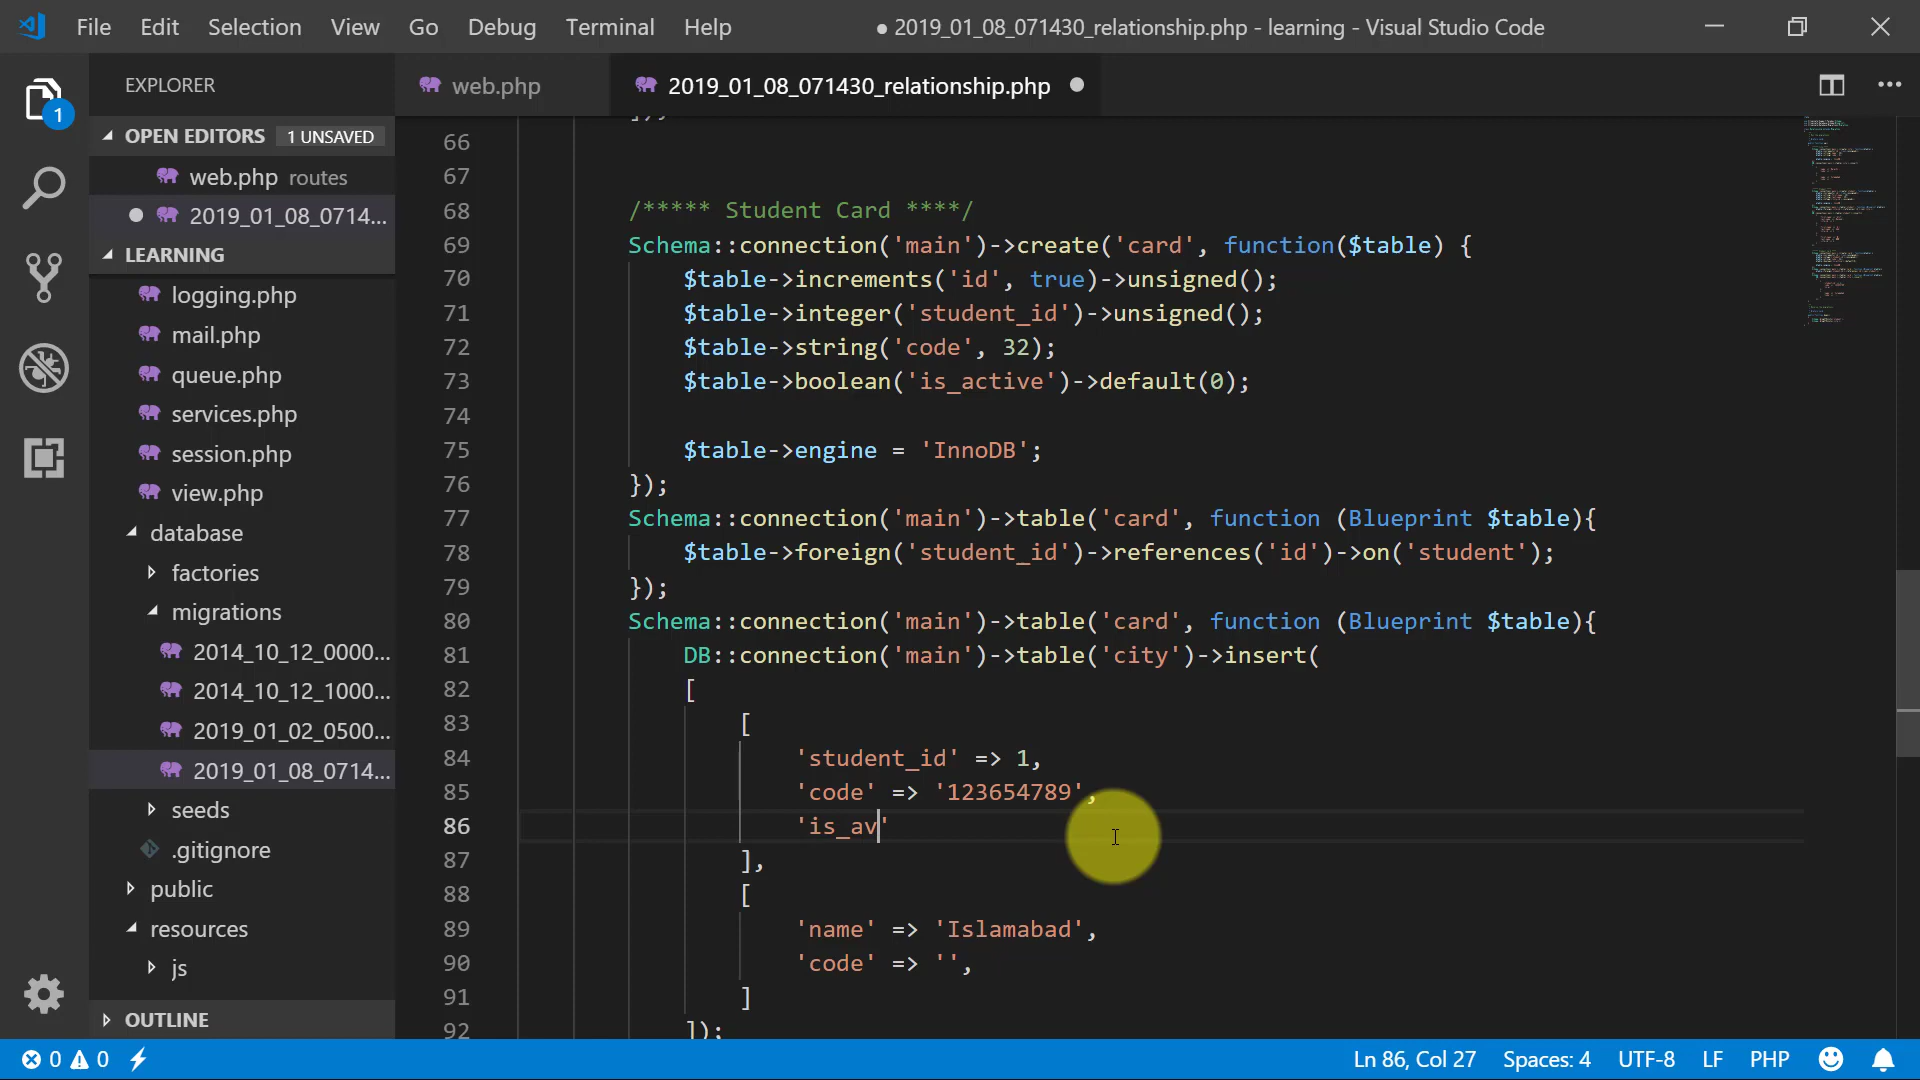 File Edit Selection View Go Debug Terminal Help
● 2019_01_08_071430_relationship.php - learning - Visual Studio Code
EXPLORER
OPEN EDITORS 1 UNSAVED
web.php routes
2019_01_08_0714...
LEARNING
logging.php
mail.php
queue.php
services.php
session.php
view.php
database
factories
migrations
2014_10_12_0000...
2014_10_12_1000...
2019_01_02_0500...
2019_01_08_0714...
seeds
.gitignore
public
resources
js
OUTLINE
1
web.php
2019_01_08_071430_relationship.php
66
67
68 /***** Student Card ****/
69 Schema::connection('main')->create('card', function($table) {
70 $table->increments('id', true)->unsigned();
71 $table->integer('student_id')->unsigned();
72 $table->string('code', 32);
73 $table->boolean('is_active')->default(0);
74
75 $table->engine = 'InnoDB';
76 });
77 Schema::connection('main')->table('card', function (Blueprint $table){
78 $table->foreign('student_id')->references('id')->on('student');
79 });
80 Schema::connection('main')->table('card', function (Blueprint $table){
81 DB::connection('main')->table('city')->insert(
82 [
83 [
84 'student_id' => 1,
85 'code' => '123654789',
86 'is_av'
87 ],
88 [
89 'name' => 'Islamabad',
90 'code' => '',
91 ]
92 ]);
0 0
Ln 86, Col 27 Spaces: 4 UTF-8 LF PHP